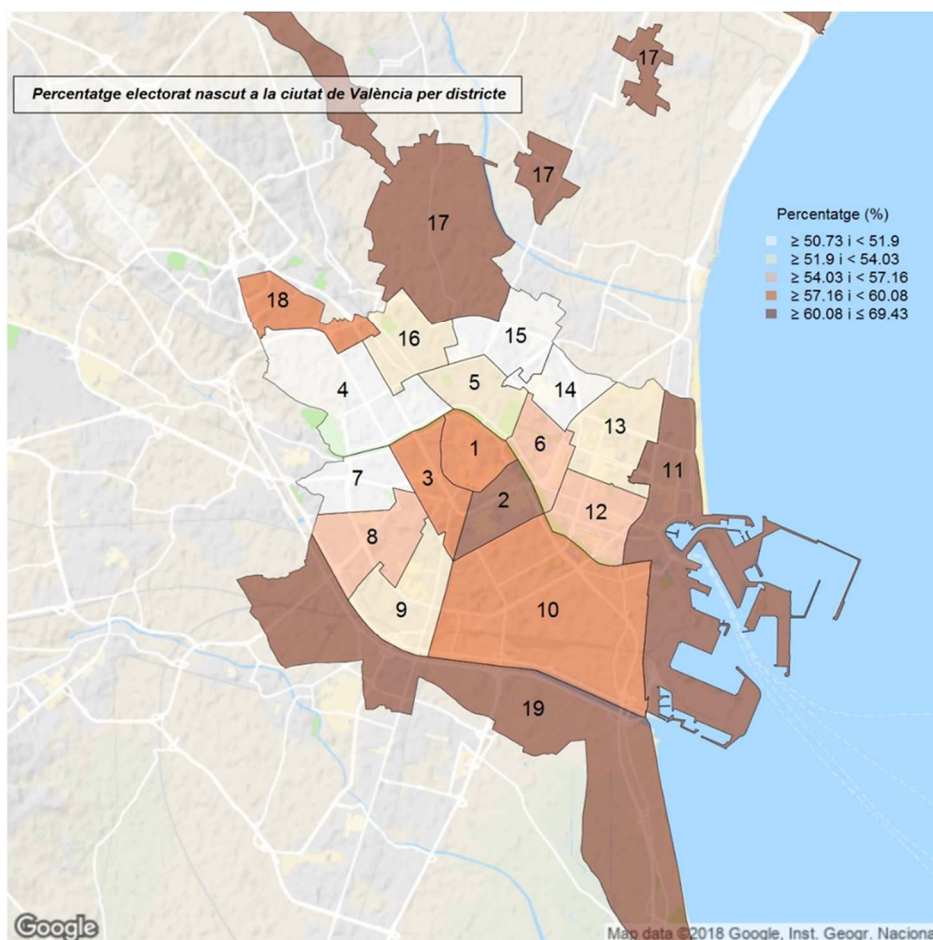 17
Percentatge electorat nascut a la ciutat de València per districte
17
17
Percentatge (%)
≥ 50.73 i < 51.9
≥ 51.9 i < 54.03
≥ 54.03 i < 57.16
≥ 57.16 i < 60.08
≥ 60.08 i ≤ 69.43
18
16
15
4
5
14
13
6
1
3
11
7
2
12
8
9
10
19
Google
Map data ©2018 Google, Inst. Geogr. Naciona